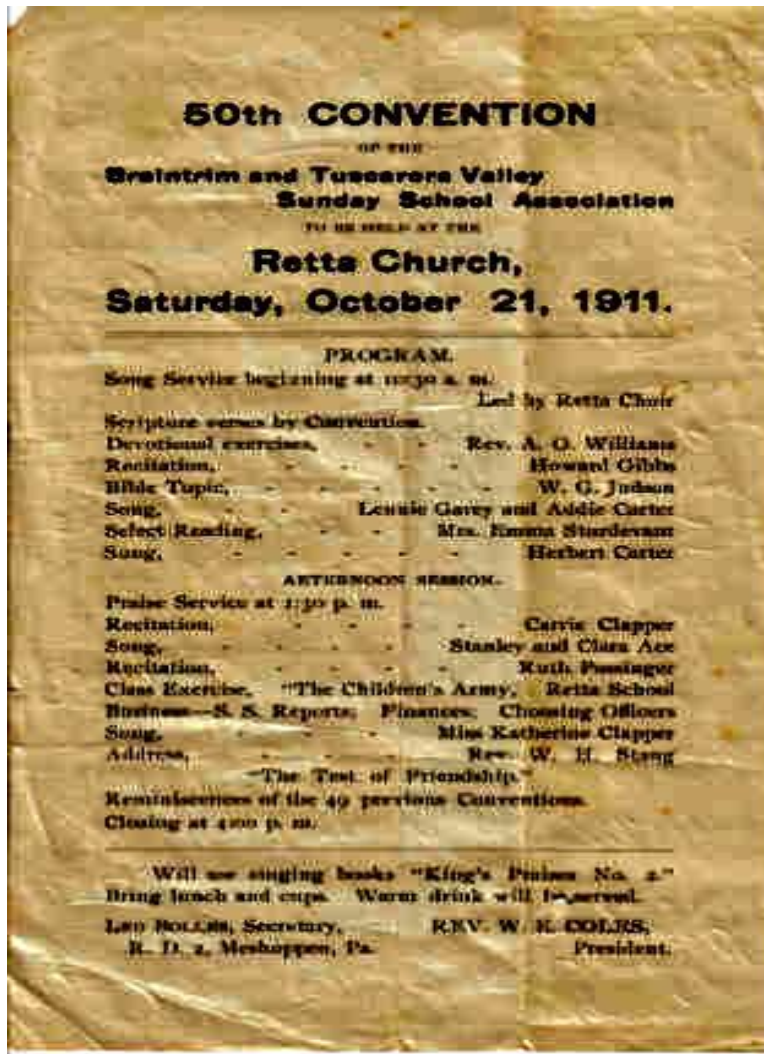 50th CONVENTION
OF THE
Braintrim and Tuscarora Valley
Sunday School Association
TO BE HELD AT THE
Retta Church,
Saturday, October 21, 1911.
PROGRAM.
Song Service beginning at 10:30 a. m.
Led by Retta Choir
Scripture verses by Convention.
Devotional exercises, - - Rev. A. O. Williams
Recitation, - - - - Howard Gibbs
Bible Topic, - - - - - W. G. Judson
Song, - - Lennie Garey and Addie Carter
Select Reading, - - Mrs. Emma Sturdevant
Song, - - - - - Herbert Carter
AFTERNOON SESSION.
Praise Service at 1:30 p. m.
Recitation, - - - - Carrie Clapper
Song, - - - - Stanley and Clara Ace
Recitation, - - - - - Ruth
Class Exercise, "The Children's Army, Retta School
Business—S. S. Reports; Finances; Choosing Officers
Song, - - - Miss Katherine Clapper
Address, - - - - Rev. W. H. Stang
"The Test of Friendship."
Reminiscences of the 49 previous Conventions.
Closing at 4:00 p. m.
Will use singing books "King's Praises No. 2."
Bring lunch and cups. Warm drink will be served.
LEO BOLLES, Secretary, REV. W. E. COLES,
R. D. 2, Meshoppen, Pa. President.